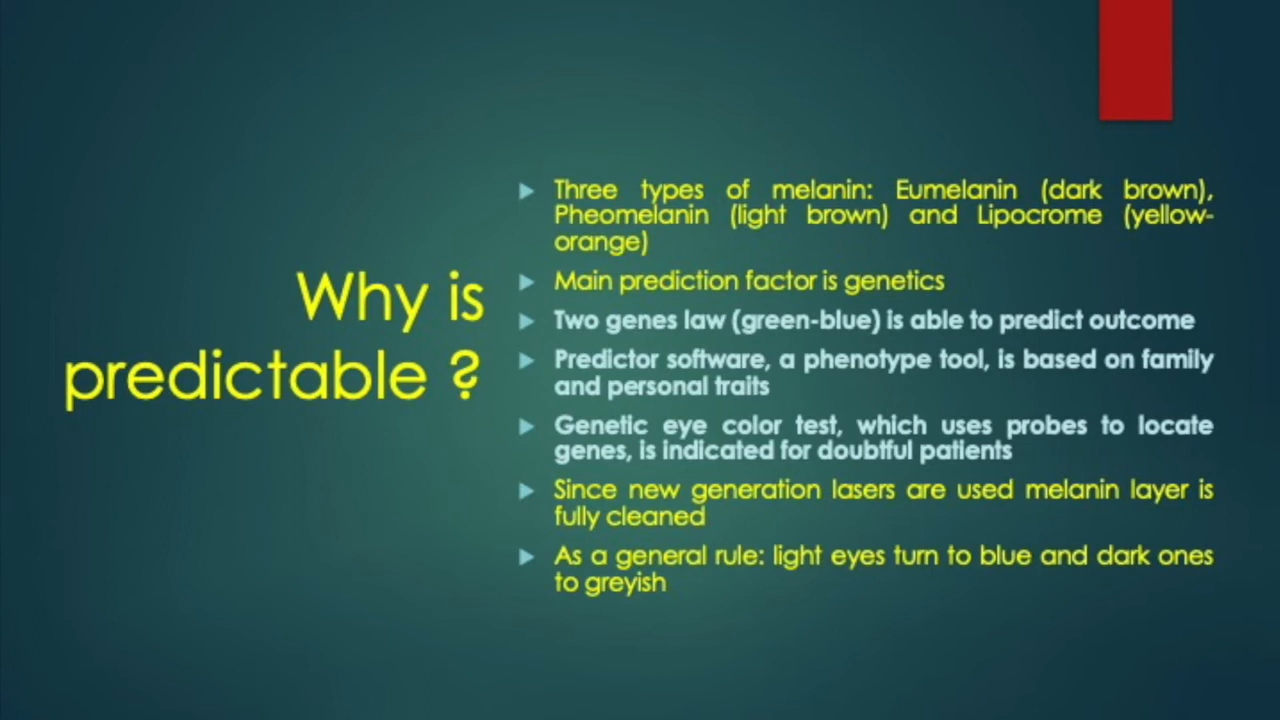 Why is
predictable ?
Three types of melanin: Eumelanin (dark brown),
Pheomelanin (light brown) and Lipocrome (yellow-
orange)
Main prediction factor is genetics
Two genes law (green-blue) is able to predict outcome
Predictor software, a phenotype tool, is based on family
and personal traits
Genetic eye color test, which uses probes to locate
genes, is indicated for doubtful patients
Since new generation lasers are used melanin layer is
fully cleaned
As a general rule: light eyes turn to blue and dark ones
to greyish